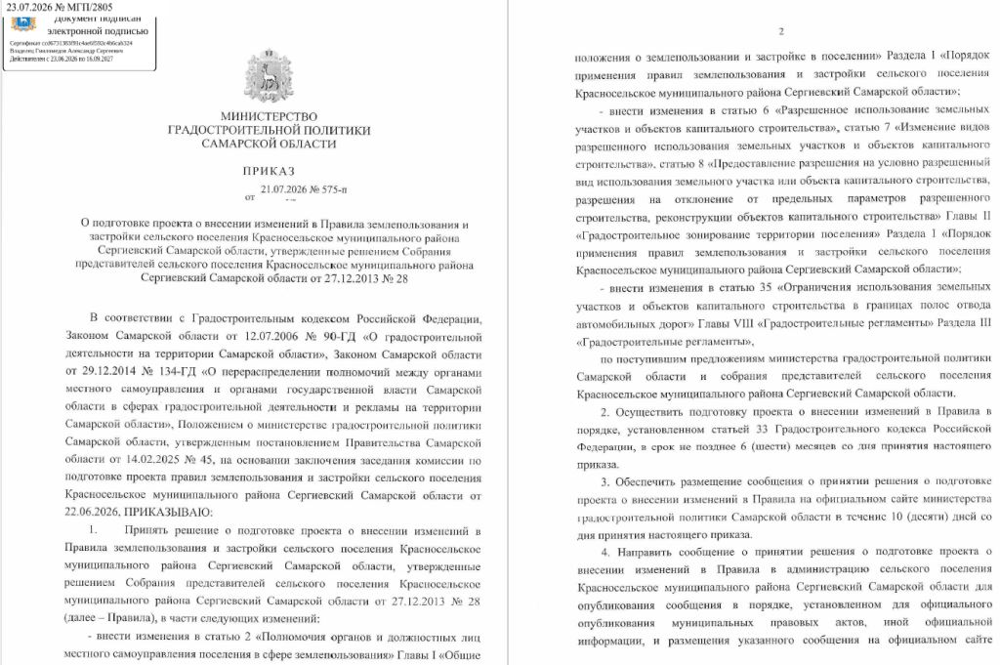 23.07.2026 № МГП/2805
Документ подписан
электронной подписью
Владелец Гниломедов Александр Сергеевич
Действителен с 23.06.2026 по 16.09.2027
МИНИСТЕРСТВО
ГРАДОСТРОИТЕЛЬНОЙ ПОЛИТИКИ
САМАРСКОЙ ОБЛАСТИ
ПРИКАЗ
от 21.07.2026 № 575-п
О подготовке проекта о внесении изменений в Правила землепользования и
застройки сельского поселения Красносельское муниципального района
Сергиевский Самарской области, утвержденные решением Собрания
представителей сельского поселения Красносельское муниципального района
Сергиевский Самарской области от 27.12.2013 № 28
В соответствии с Градостроительным кодексом Российской Федерации,
Законом Самарской области от 12.07.2006 № 90-ГД «О градостроительной
деятельности на территории Самарской области», Законом Самарской области
от 29.12.2014 № 134-ГД «О перераспределении полномочий между органами
местного самоуправления и органами государственной власти Самарской
области в сферах градостроительной деятельности и рекламы на территории
Самарской области», Положением о министерстве градостроительной политики
Самарской области, утвержденным постановлением Правительства Самарской
области от 14.02.2025 № 45, на основании заключения заседания комиссии по
подготовке проекта правил землепользования и застройки сельского поселения
Красносельское муниципального района Сергиевский Самарской области от
22.06.2026, ПРИКАЗЫВАЮ:
1. Принять решение о подготовке проекта о внесении изменений в
Правила землепользования и застройки сельского поселения Красносельское
муниципального района Сергиевский Самарской области, утвержденные
решением Собрания представителей сельского поселения Красносельское
муниципального района Сергиевский Самарской области от 27.12.2013 № 28
(далее – Правила), в части следующих изменений:
- внести изменения в статью 2 «Полномочия органов и должностных лиц
местного самоуправления поселения в сфере землепользования» Главы I «Общие
2
положения о землепользовании и застройке в поселении» Раздела I «Порядок
применения правил землепользования и застройки сельского поселения
Красносельское муниципального района Сергиевский Самарской области»;
- внести изменения в статью 6 «Разрешенное использование земельных
участков и объектов капитального строительства», статью 7 «Изменение видов
разрешенного использования земельных участков и объектов капитального
строительства», статью 8 «Предоставление разрешения на условно разрешенный
вид использования земельного участка или объекта капитального строительства,
разрешения на отклонение от предельных параметров разрешенного
строительства, реконструкции объектов капитального строительства» Главы II
«Градостроительное зонирование территории поселения» Раздела I «Порядок
применения правил землепользования и застройки сельского поселения
Красносельское муниципального района Сергиевский Самарской области»;
- внести изменения в статью 35 «Ограничения использования земельных
участков и объектов капитального строительства в границах полос отвода
автомобильных дорог» Главы VIII «Градостроительные регламенты» Раздела III
«Градостроительные регламенты»,
по поступившим предложениям министерства градостроительной политики
Самарской области и собрания представителей сельского поселения
Красносельское муниципального района Сергиевский Самарской области.
2. Осуществить подготовку проекта о внесении изменений в Правила в
порядке, установленном статьей 33 Градостроительного кодекса Российской
Федерации, в срок не позднее 6 (шести) месяцев со дня принятия настоящего
приказа.
3. Обеспечить размещение сообщения о принятии решения о подготовке
проекта о внесении изменений в Правила на официальном сайте министерства
градостроительной политики Самарской области в течение 10 (десяти) дней со
дня принятия настоящего приказа.
4. Направить сообщение о принятии решения о подготовке проекта о
внесении изменений в Правила в администрацию сельского поселения
Красносельское муниципального района Сергиевский Самарской области для
опубликования сообщения в порядке, установленном для официального
опубликования муниципальных правовых актов, иной официальной
информации, и размещения указанного сообщения на официальном сайте